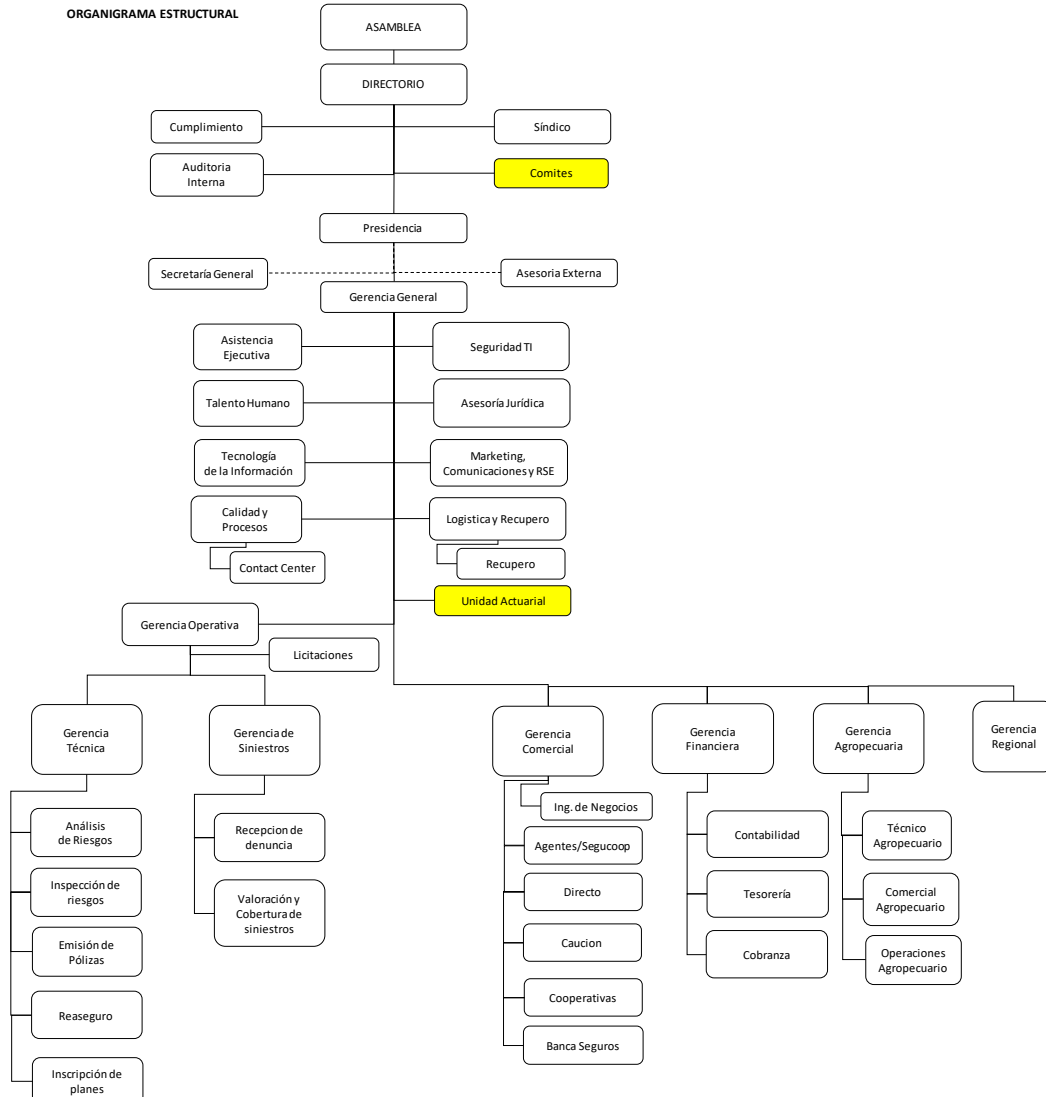 ORGANIGRAMA ESTRUCTURAL
ASAMBLEA
DIRECTORIO
Cumplimiento
Síndico
Auditoria
Interna
Comites
Presidencia
Secretaría General
Asesoria Externa
Gerencia General
Asistencia
Ejecutiva
Seguridad TI
Talento Humano
Asesoría Jurídica
Tecnología
de la Información
Marketing,
Comunicaciones y RSE
Calidad y
Procesos
Logistica y Recupero
Contact Center
Recupero
Unidad Actuarial
Gerencia Operativa
Licitaciones
Gerencia
Técnica
Gerencia de
Siniestros
Gerencia
Comercial
Gerencia
Financiera
Gerencia
Agropecuaria
Gerencia
Regional
Análisis
de Riesgos
Inspección de
riesgos
Emisión de
Pólizas
Reaseguro
Inscripción de
planes
Recepcion de
denuncia
Valoración y
Cobertura de
siniestros
Ing. de Negocios
Agentes/Segucoop
Directo
Caucion
Cooperativas
Banca Seguros
Contabilidad
Tesorería
Cobranza
Técnico
Agropecuario
Comercial
Agropecuario
Operaciones
Agropecuario